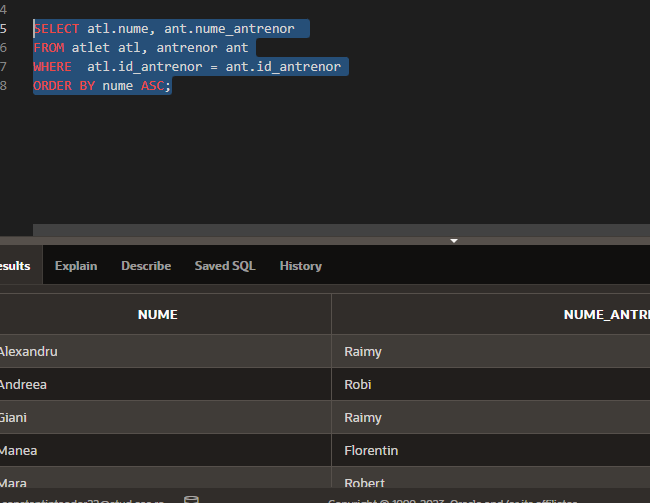 4
5 SELECT atl.nume, ant.nume_antrenor
6 FROM atlet atl, antrenor ant
7 WHERE  atl.id_antrenor = ant.id_antrenor
8 ORDER BY nume ASC;
esults Explain Describe Saved SQL History
NUME NUME_ANTRE
Alexandru Raimy
Andreea Robi
Giani Raimy
Manea Florentin
Mara Robert
Copyright © 1999, 2023, Oracle and/or its affiliates.